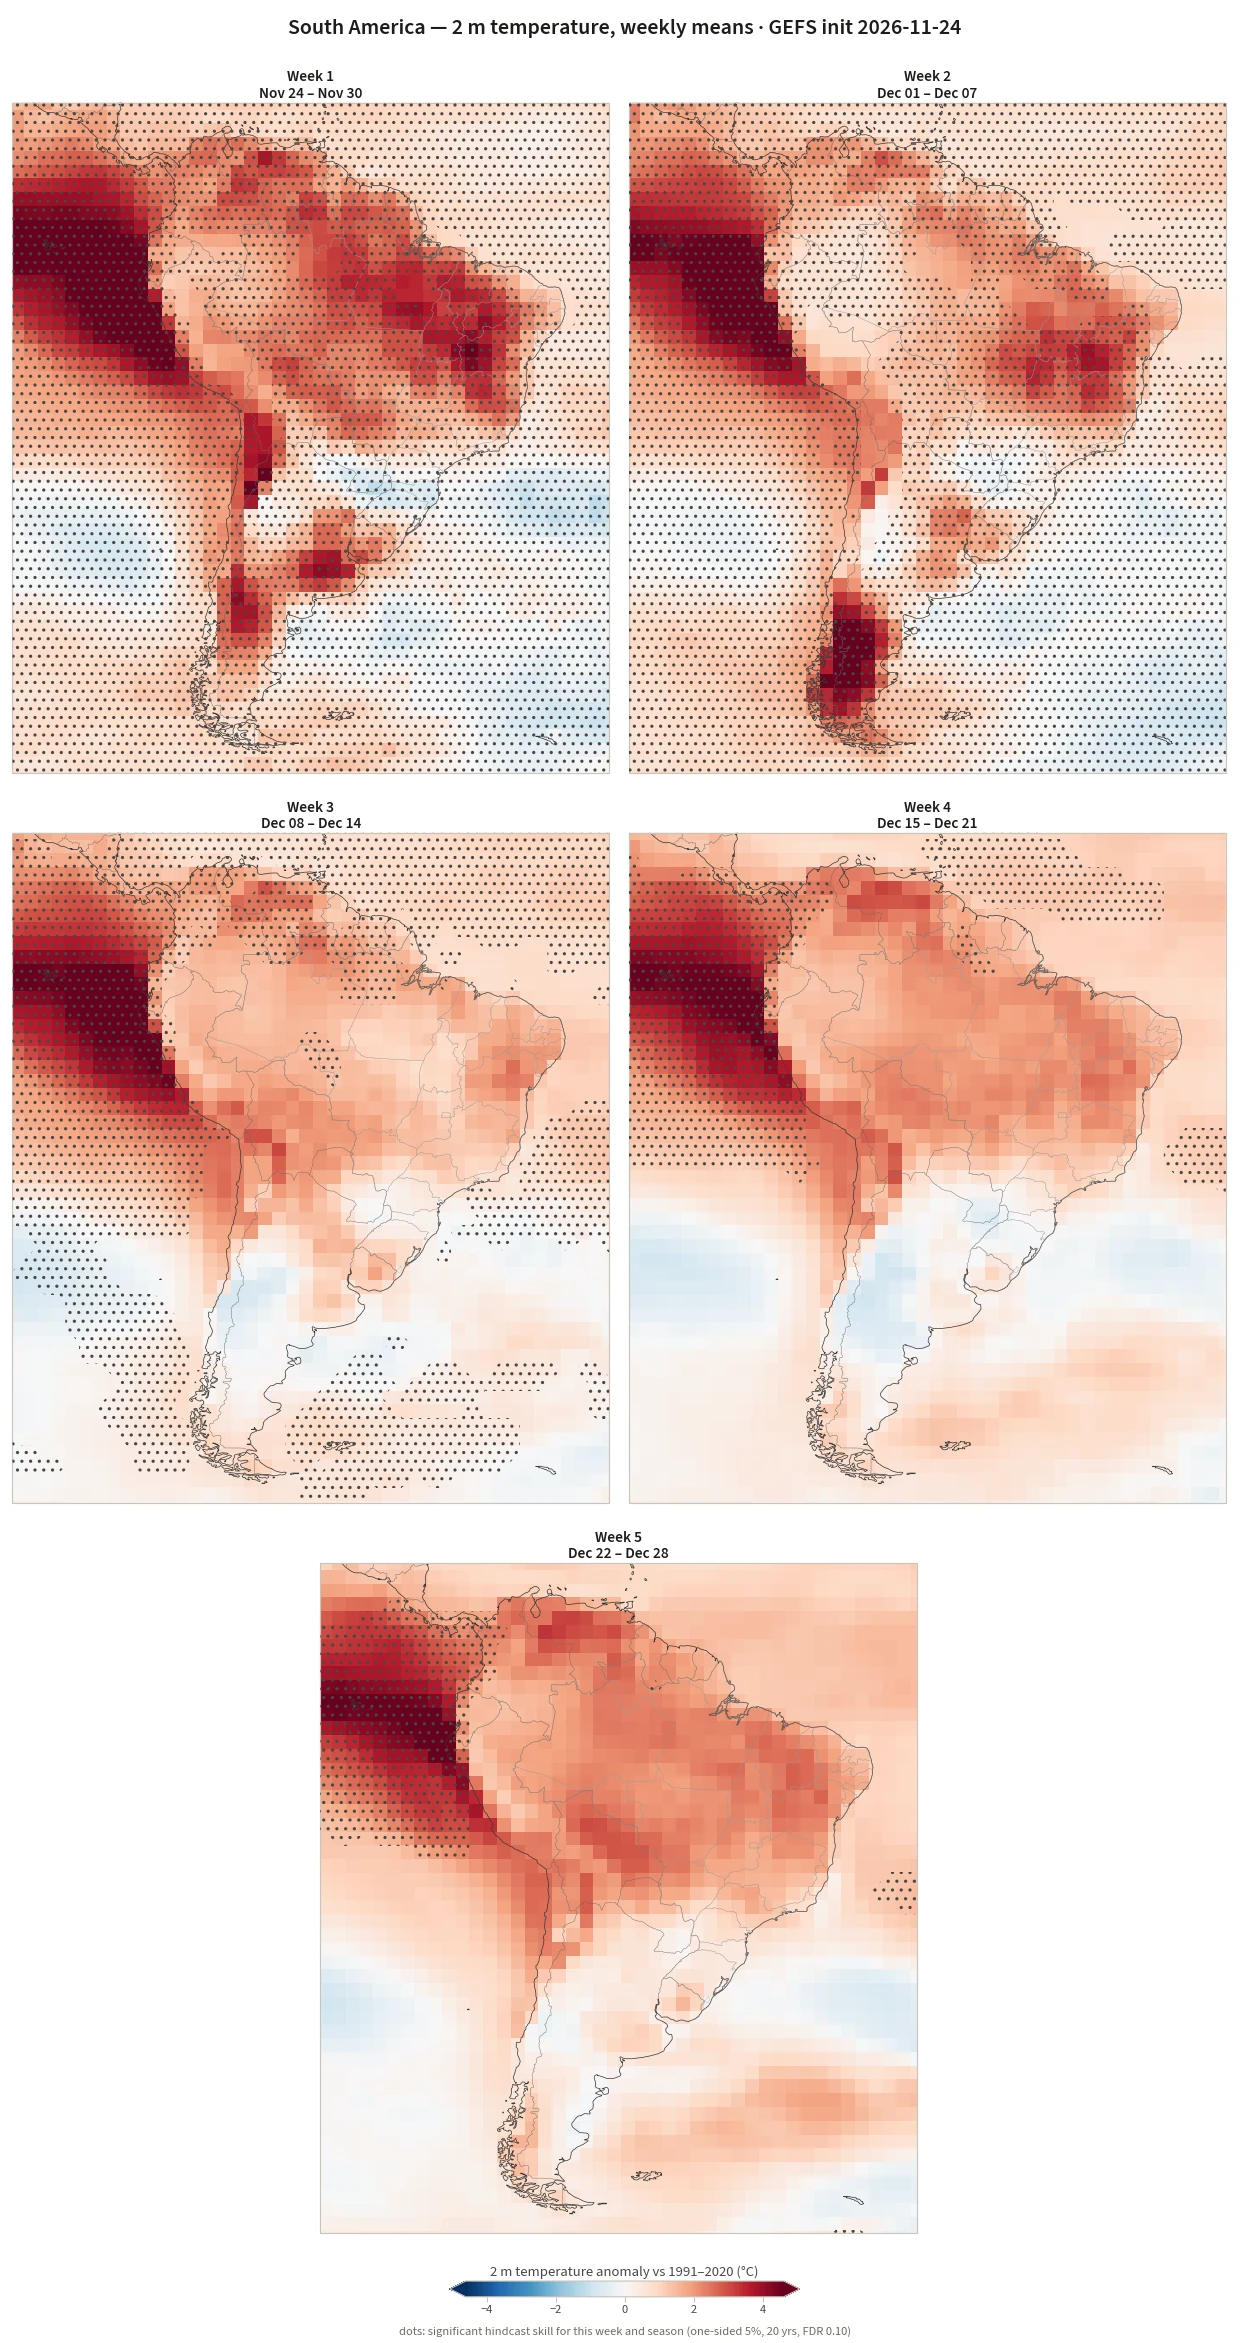 South America — 2 m temperature, weekly means · GEFS init 2026-11-24
Week 1
Nov 24 – Nov 30
Week 2
Dec 01 – Dec 07
Week 3
Dec 08 – Dec 14
Week 4
Dec 15 – Dec 21
Week 5
Dec 22 – Dec 28
2 m temperature anomaly vs 1991–2020 (°C)
−4 −2 0 2 4
dots: significant hindcast skill for this week and season (one-sided 5%, 20 yrs, FDR 0.10)